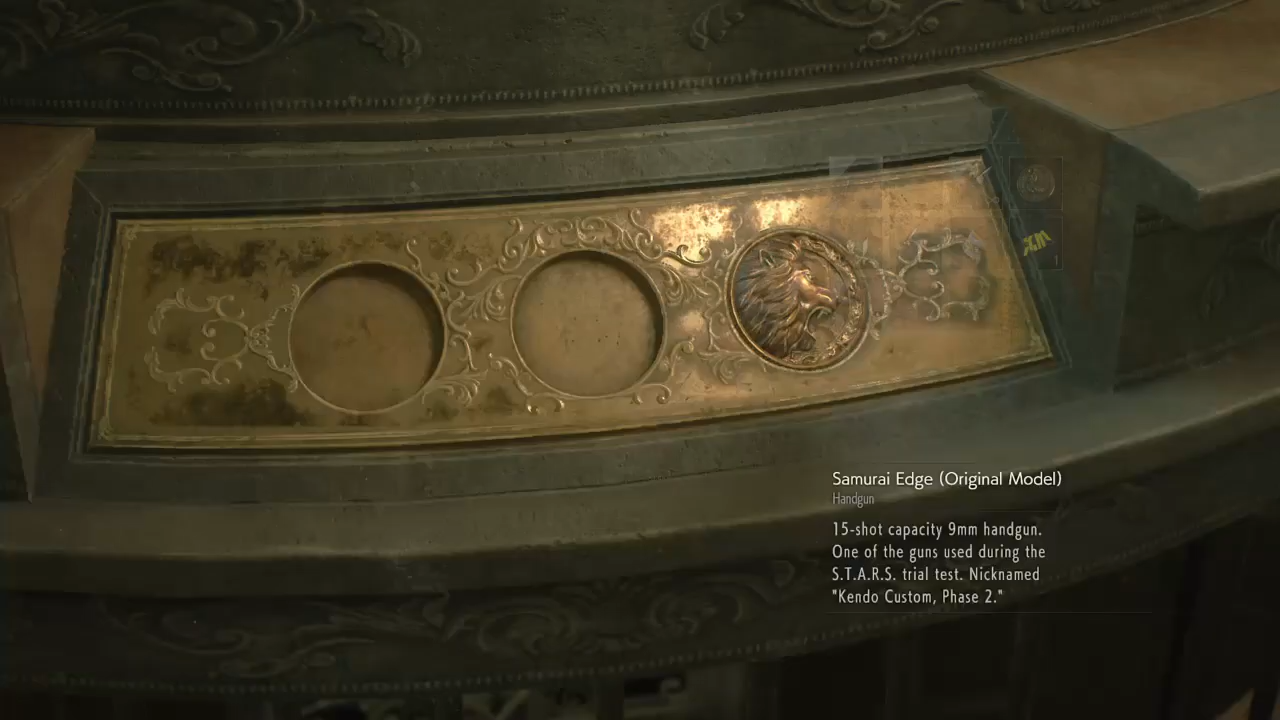 Samurai Edge (Original Model)
Handgun
15-shot capacity 9mm handgun.
One of the guns used during the
S.T.A.R.S. trial test. Nicknamed
"Kendo Custom, Phase 2."
1